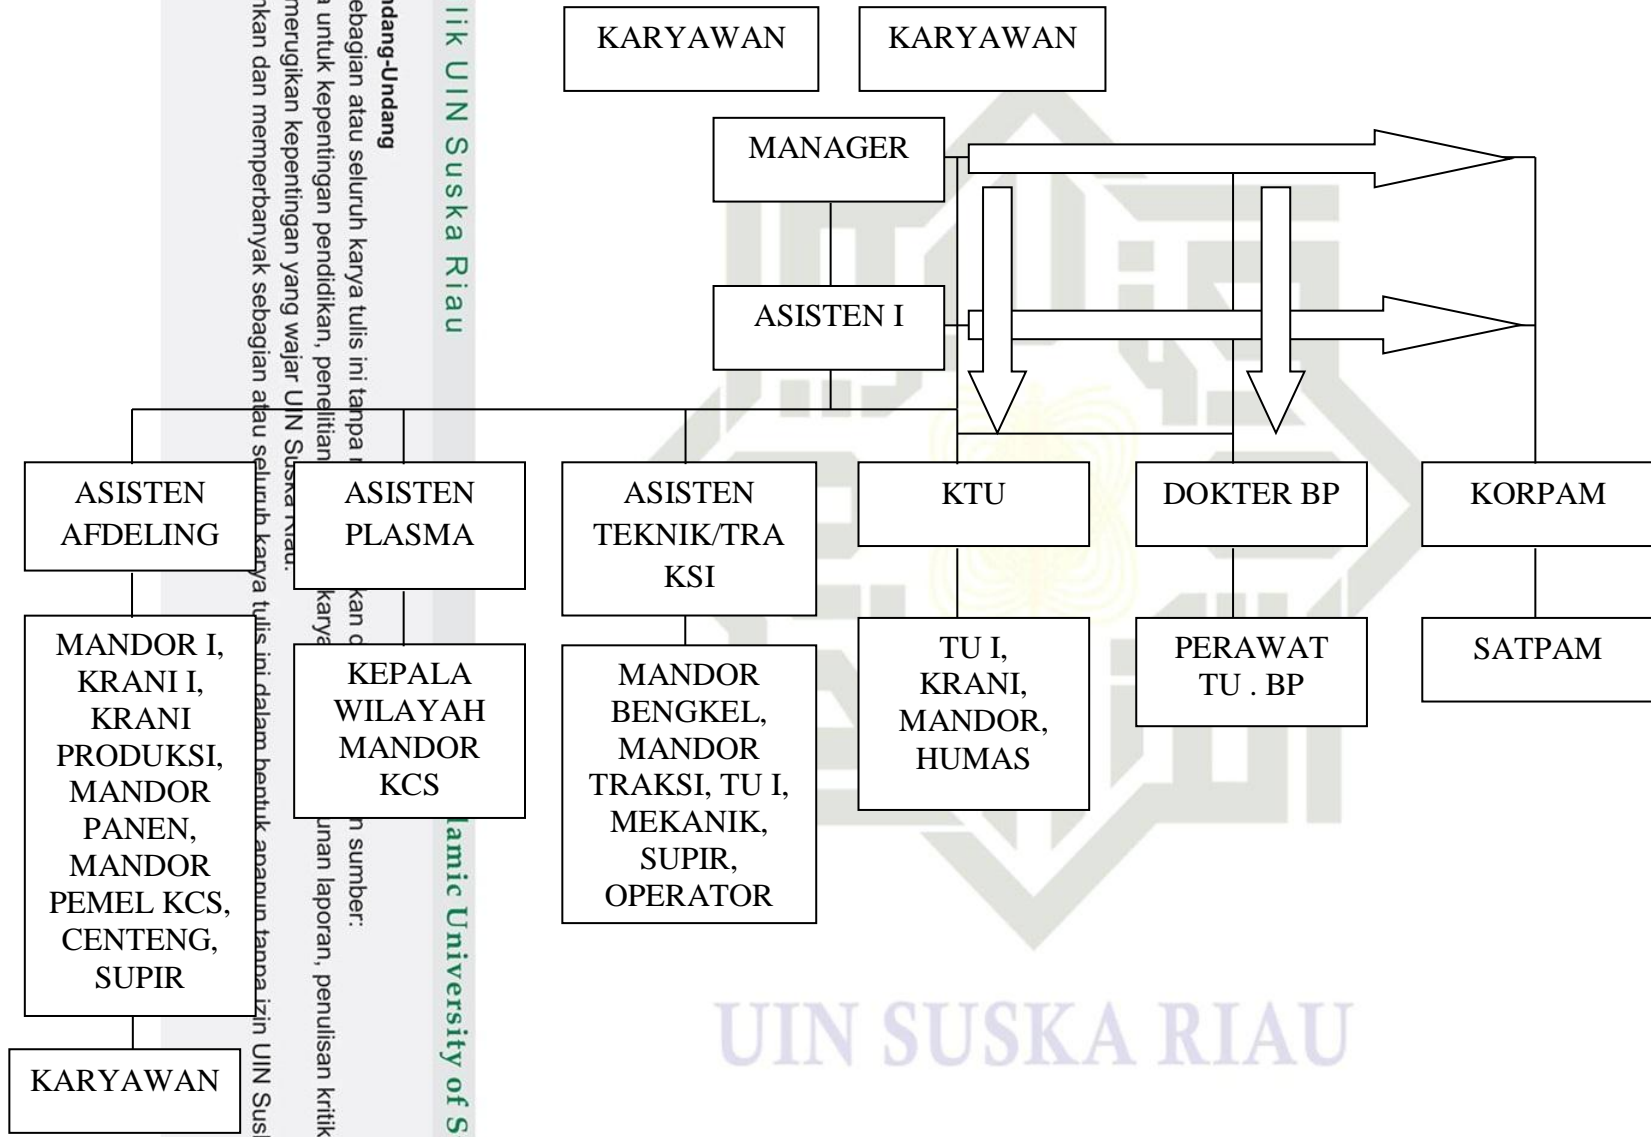 KARYAWAN
KARYAWAN
MANAGER
ASISTEN I
ASISTEN
AFDELING
ASISTEN
PLASMA
ASISTEN
TEKNIK/TRA
KSI
KTU
DOKTER BP
KORPAM
MANDOR I,
KRANI I,
KRANI
PRODUKSI,
MANDOR
PANEN,
MANDOR
PEMEL KCS,
CENTENG,
SUPIR
KEPALA
WILAYAH
MANDOR
KCS
MANDOR
BENGKEL,
MANDOR
TRAKSI, TU I,
MEKANIK,
SUPIR,
OPERATOR
TU I,
KRANI,
MANDOR,
HUMAS
PERAWAT
TU . BP
SATPAM
KARYAWAN
UIN SUSKA RIAU
lik UIN Suska Riau
lamic University of S
ndang-Undang
ebagian atau seluruh karya tulis ini tanpa
kan
n sumber:
untuk kepentingan pendidikan, penelitian
karya
unan laporan, penulisan kritik
merugikan kepentingan yang wajar UIN Suska Riau.
nkan dan memperbanyak sebagian atau seluruh karya tulis ini dalam bentuk apapun tanpa izin UIN Sus